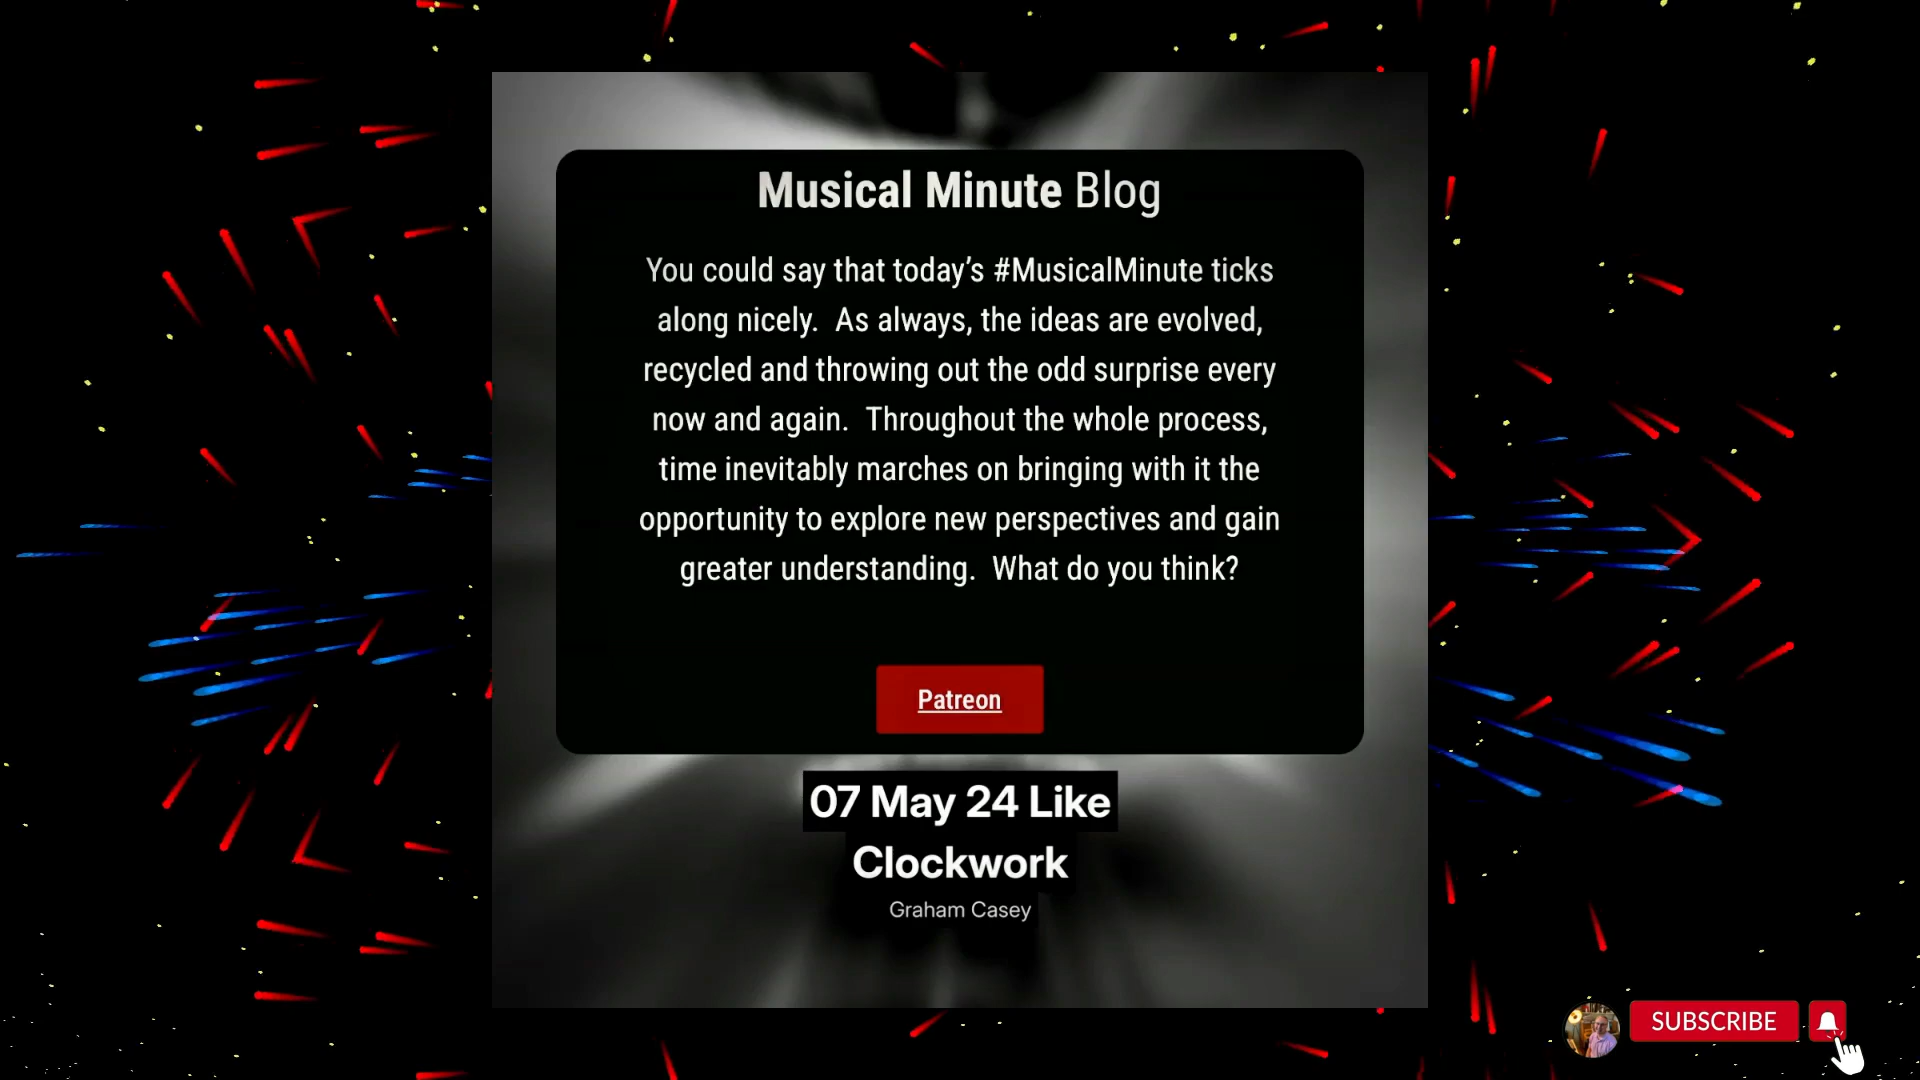 Musical Minute Blog
You could say that today’s #MusicalMinute ticks
along nicely.  As always, the ideas are evolved,
recycled and throwing out the odd surprise every
now and again.  Throughout the whole process,
time inevitably marches on bringing with it the
opportunity to explore new perspectives and gain
greater understanding.  What do you think?
Patreon
07 May 24 Like
Clockwork
Graham Casey
SUBSCRIBE